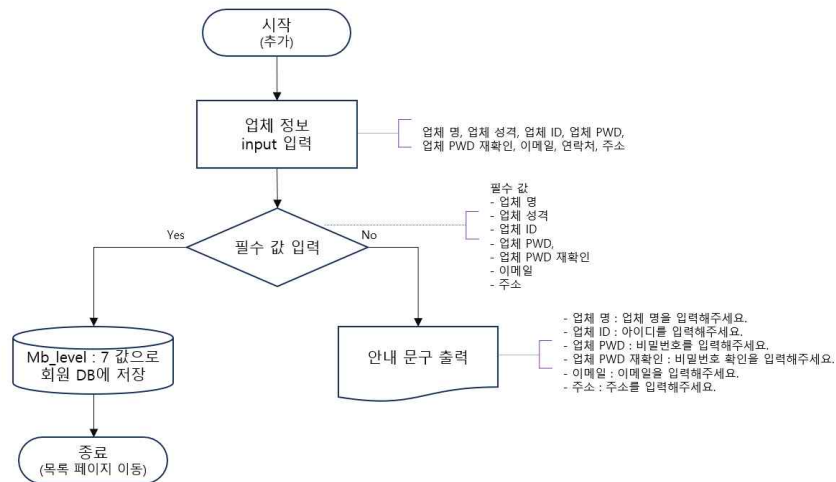 시작
(추가)
업체 정보
input 입력
업체 명, 업체 성격, 업체 ID, 업체 PWD,
업체 PWD 재확인, 이메일, 연락처, 주소
필수 값
- 업체 명
- 업체 성격
- 업체 ID
- 업체 PWD,
- 업체 PWD 재확인
- 이메일
- 주소
필수 값 입력
Yes
No
Mb_level : 7 값으로
회원 DB에 저장
안내 문구 출력
- 업체 명 : 업체 명을 입력해주세요.
- 업체 ID : 아이디를 입력해주세요.
- 업체 PWD : 비밀번호를 입력해주세요.
- 업체 PWD 재확인 : 비밀번호 확인을 입력해주세요.
- 이메일 : 이메일을 입력해주세요.
- 주소 : 주소를 입력해주세요.
종료
(목록 페이지 이동)